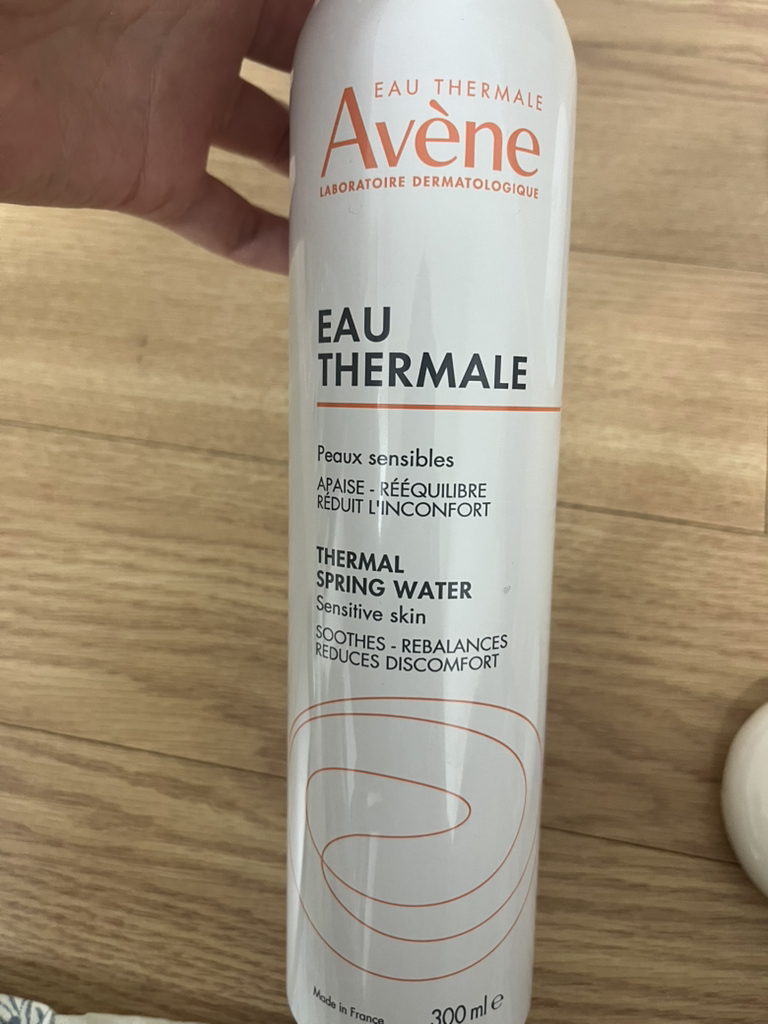 EAU THERMALE
Avène
LABORATOIRE DERMATOLOGIQUE
EAU
THERMALE
Peaux sensibles
APAISE - RÉÉQUILIBRE
RÉDUIT L'INCONFORT
THERMAL
SPRING WATER
Sensitive skin
SOOTHES - REBALANCES
REDUCES DISCOMFORT
Made in France
300 ml ℮